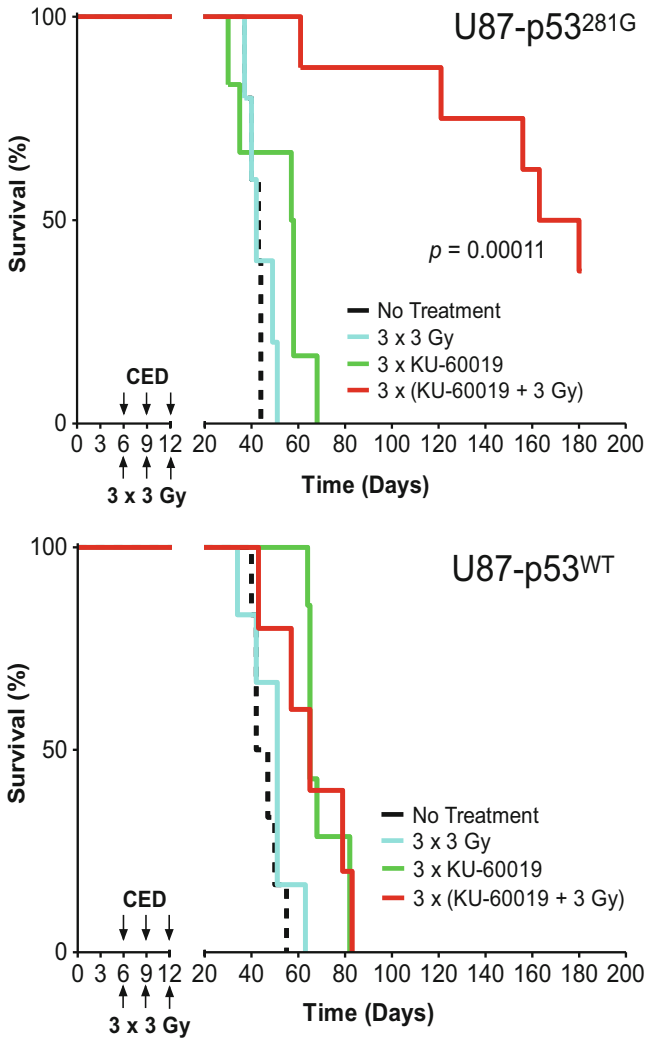 U87-p53281G
100
50
0
Survival (%)
p = 0.00011
No Treatment
3 x 3 Gy
3 x KU-60019
3 x (KU-60019 + 3 Gy)
CED
0 3 6 9 12 20 40 60 80 100 120 140 160 180 200
3 x 3 Gy
Time (Days)
U87-p53WT
100
50
0
Survival (%)
No Treatment
3 x 3 Gy
3 x KU-60019
3 x (KU-60019 + 3 Gy)
CED
0 3 6 9 12 20 40 60 80 100 120 140 160 180 200
3 x 3 Gy
Time (Days)